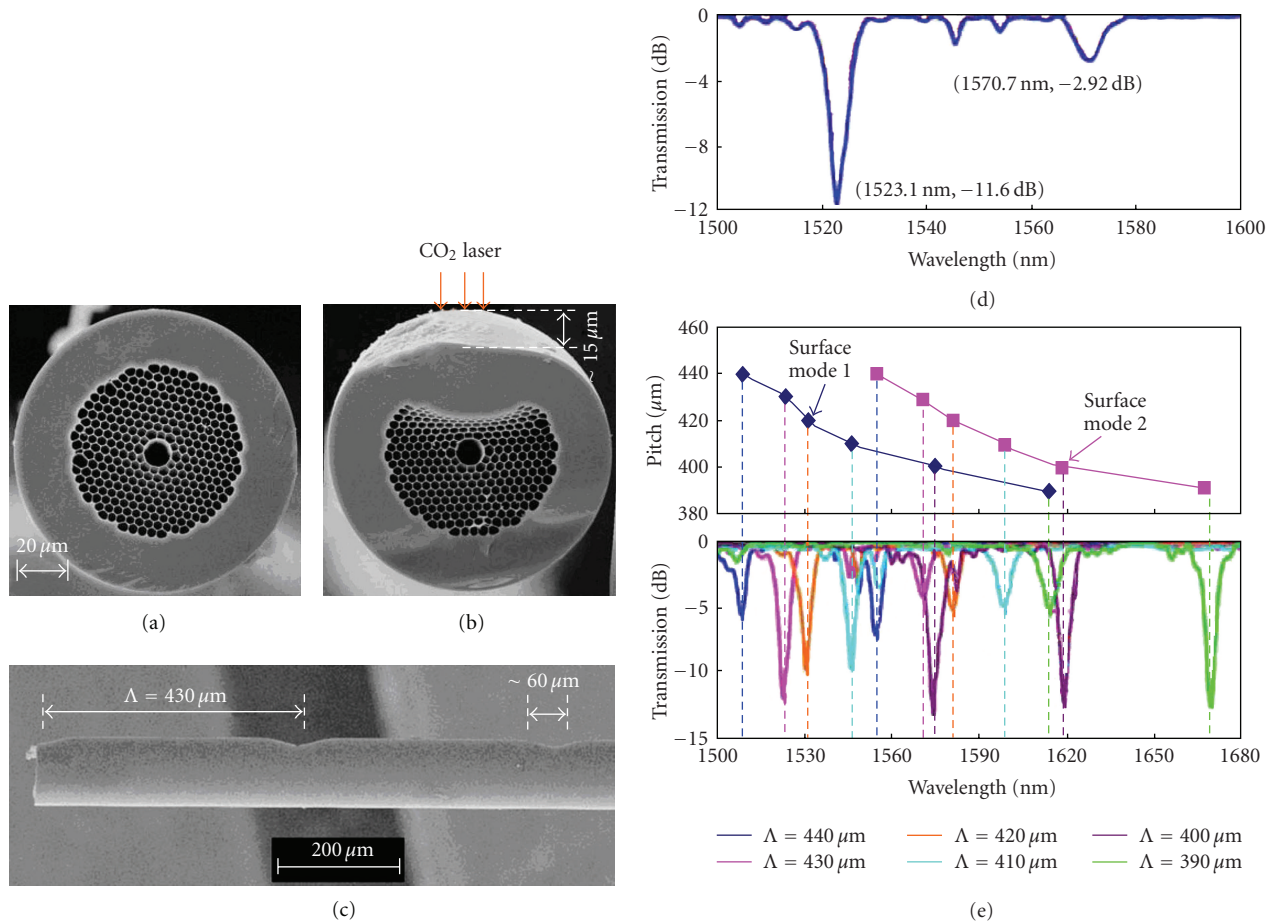 CO₂ laser
~ 15 μm
20 μm
(a)
(b)
Λ = 430 μm
~ 60 μm
200 μm
(c)
0
−4
−8
−12
Transmission (dB)
(1570.7 nm, −2.92 dB)
(1523.1 nm, −11.6 dB)
1500 1520 1540 1560 1580 1600
Wavelength (nm)
(d)
460
440
420
400
380
Pitch (μm)
Surface
mode 1
Surface
mode 2
0
−5
−10
−15
Transmission (dB)
1500 1530 1560 1590 1620 1650 1680
Wavelength (nm)
Λ = 440 μm Λ = 420 μm Λ = 400 μm
Λ = 430 μm Λ = 410 μm Λ = 390 μm
(e)